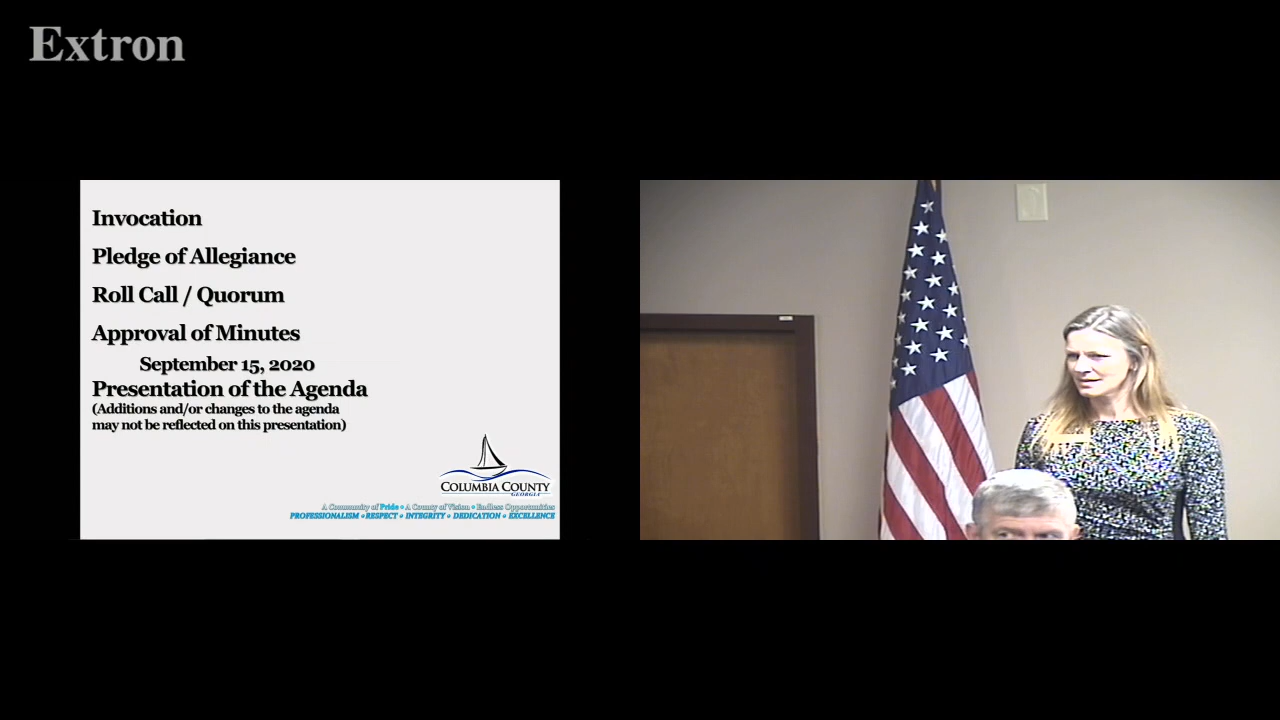 Extron
Invocation
Pledge of Allegiance
Roll Call / Quorum
Approval of Minutes
September 15, 2020
Presentation of the Agenda
(Additions and/or changes to the agenda
may not be reflected on this presentation)
COLUMBIA COUNTY
GEORGIA
A Community of Pride • A County of Vision • Endless Opportunities
PROFESSIONALISM • RESPECT • INTEGRITY • DEDICATION • EXCELLENCE